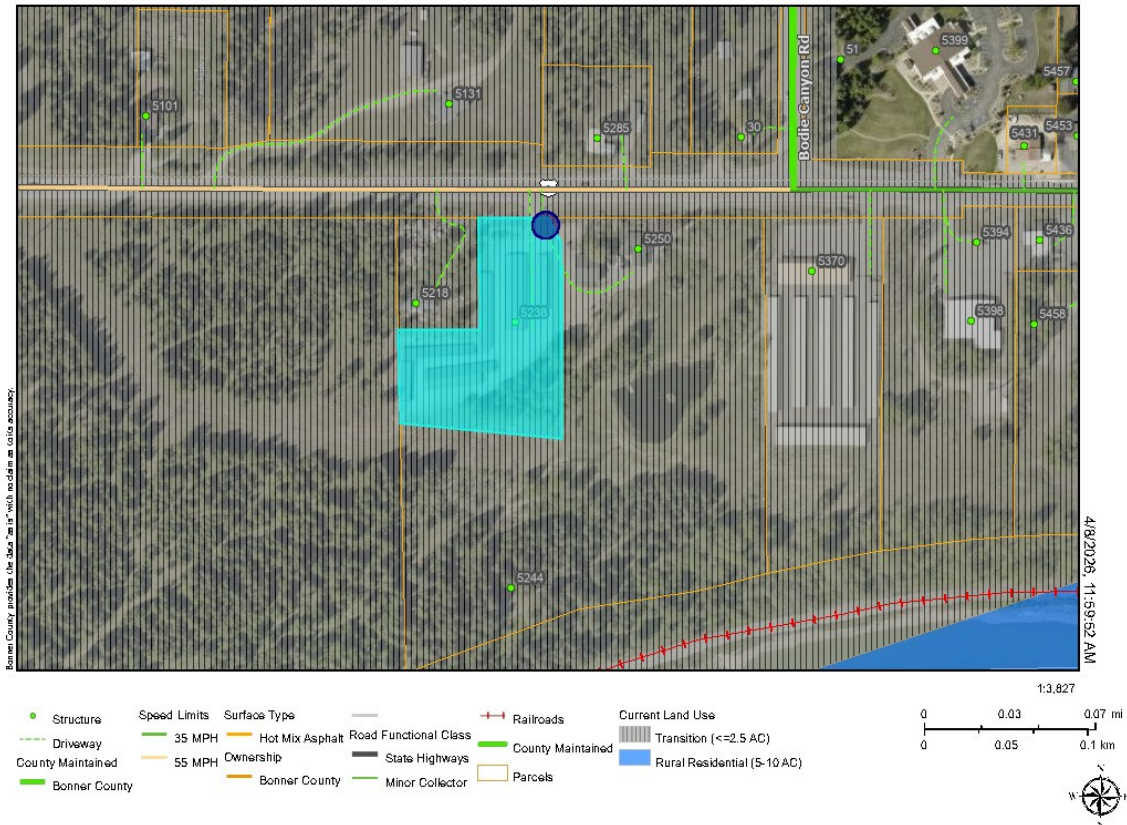 5399
51
5457
5101
5131
Bodie Canyon Rd
5285
30
5431
5453
5250
5394
5436
5218
5238
5370
5398
5458
5244
Bonner County provides the data "as is" with no claim as to its accuracy.
4/8/2026, 11:59:52 AM
1:3,827
Structure
Driveway
County Maintained
Bonner County
Speed Limits
35 MPH
55 MPH
Surface Type
Hot Mix Asphalt
Ownership
Bonner County
Road Functional Class
State Highways
Minor Collector
Railroads
County Maintained
Parcels
Current Land Use
Transition (<=2.5 AC)
Rural Residential (5-10 AC)
0 0.03 0.07 mi
0 0.05 0.1 km
N
W